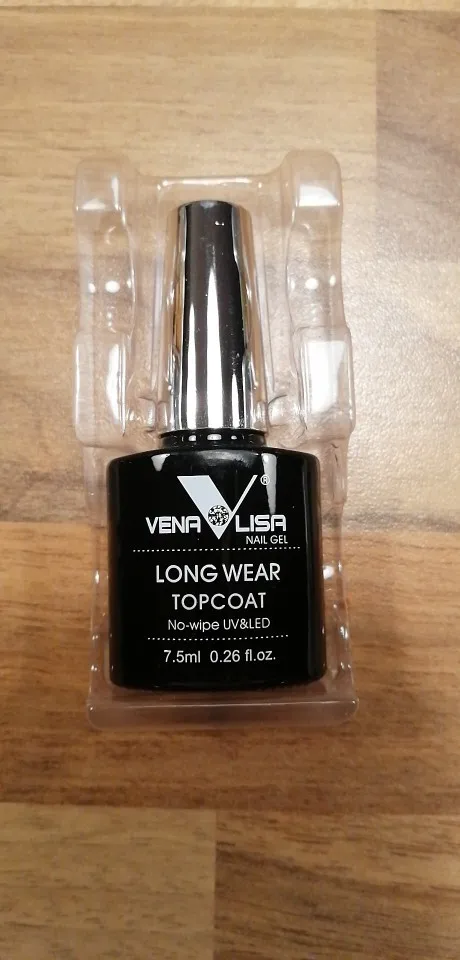 VENA LISA®
NAIL GEL
LONG WEAR
TOPCOAT
No-wipe UV&LED
7.5ml 0.26 fl.oz.